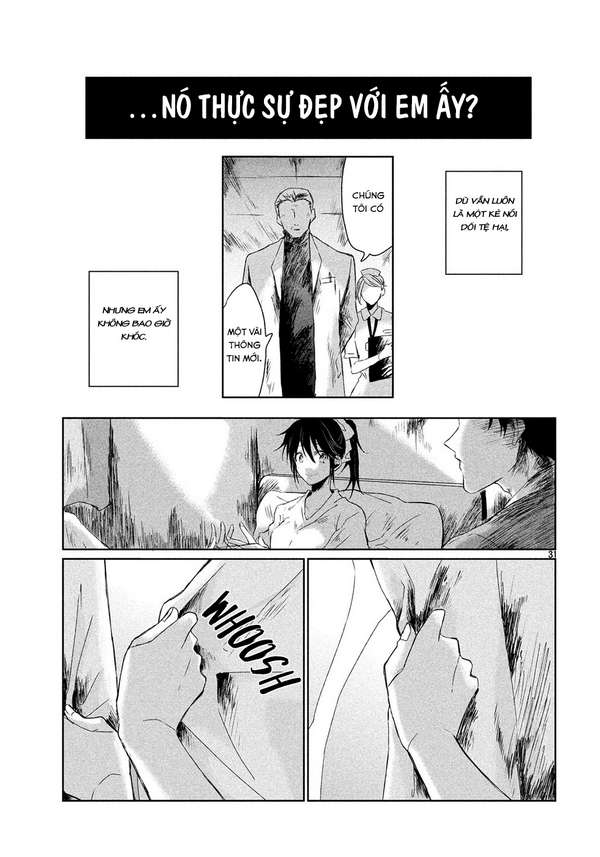 ...NÓ THỰC SỰ ĐẸP VỚI EM ẤY?
DÙ VẪN LUÔN
LÀ MỘT KẺ NÓI
DỐI TỆ HẠI,
CHÚNG
TÔI CÓ
MỘT VÀI
THÔNG
TIN MỚI.
NHƯNG EM ẤY
KHÔNG BAO GIỜ
KHÓC.
31
WHOOSH